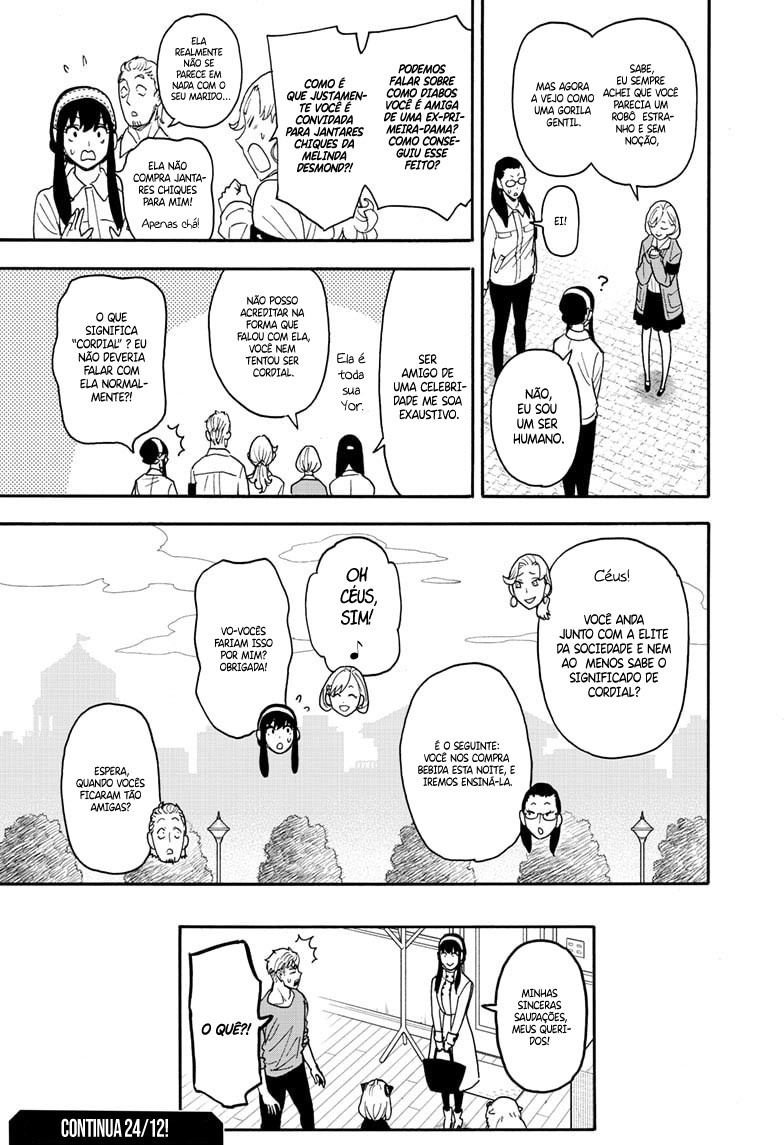 SABE,
EU SEMPRE
ACHEI QUE VOCÊ
PARECIA UM
ROBÔ ESTRA-
NHO E SEM
NOÇÃO,
MAS AGORA
A VEJO COMO
UMA GORILA
GENTIL.
EI!
?
NÃO,
EU SOU
UM SER
HUMANO.
PODEMOS
FALAR SOBRE
COMO DIABOS
VOCÊ É AMIGA
DE UMA EX-PRI-
MEIRA-DAMA?
COMO CONSE-
GUIU ESSE
FEITO?
COMO É
QUE JUSTAMEN-
TE VOCÊ É
CONVIDADA
PARA JANTARES
CHIQUES DA
MELINDA
DESMOND?!
ELA
REALMENTE
NÃO SE
PARECE EM
NADA COM O
SEU MARIDO...
ELA NÃO
COMPRA JANTA-
RES CHIQUES
PARA MIM!
Apenas chá!
SER
AMIGO DE
UMA CELEBRI-
DADE ME SOA
EXAUSTIVO.
Ela é
toda
sua
Yor.
NÃO POSSO
ACREDITAR NA
FORMA QUE
FALOU COM ELA,
VOCÊ NEM
TENTOU SER
CORDIAL.
O QUE
SIGNIFICA
“CORDIAL” ? EU
NÃO DEVERIA
FALAR COM
ELA NORMAL-
MENTE?!
Céus!
VOCÊ ANDA
JUNTO COM A ELITE
DA SOCIEDADE E NEM
AO MENOS SABE O
SIGNIFICADO DE
CORDIAL?
É O SEGUINTE:
VOCÊ NOS COMPRA
BEBIDA ESTA NOITE, E
IREMOS ENSINÁ-LA.
OH
CÉUS,
SIM!
♪
VO-VOCÊS
FARIAM ISSO
POR MIM?
OBRIGADA!
ESPERA,
QUANDO VOCÊS
FICARAM TÃO
AMIGAS?
MINHAS
SINCERAS
SAUDAÇÕES,
MEUS QUERI-
DOS!
O QUÊ?!
CONTINUA 24/12!